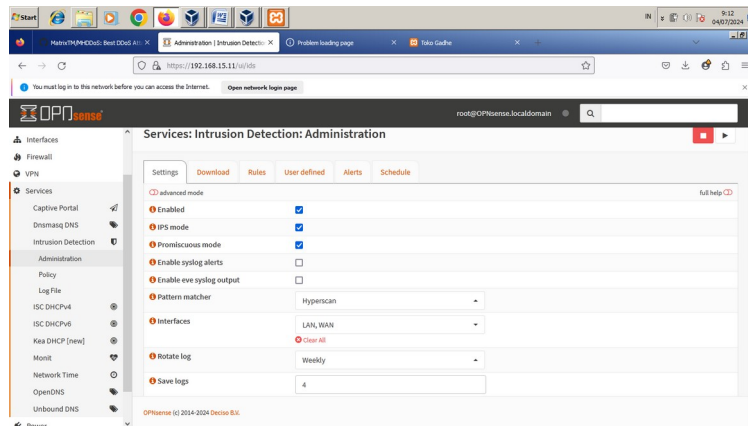 Start
IN
9:12
04/07/2024
MatrixTM/MHDDoS: Best DDoS Att
Administration | Intrusion Detectio
Problem loading page
Toko Gadhe
https://192.168.15.11/ui/ids
You must log in to this network before you can access the Internet.
Open network login page
OPNsense
root@OPNsense.localdomain
Interfaces
Firewall
VPN
Services
Captive Portal
Dnsmasq DNS
Intrusion Detection
Administration
Policy
Log File
ISC DHCPv4
ISC DHCPv6
Kea DHCP [new]
Monit
Network Time
OpenDNS
Unbound DNS
Power
Services: Intrusion Detection: Administration
Settings
Download
Rules
User defined
Alerts
Schedule
advanced mode
full help
Enabled
IPS mode
Promiscuous mode
Enable syslog alerts
Enable eve syslog output
Pattern matcher
Hyperscan
Interfaces
LAN, WAN
Clear All
Rotate log
Weekly
Save logs
4
OPNsense (c) 2014-2024 Deciso B.V.